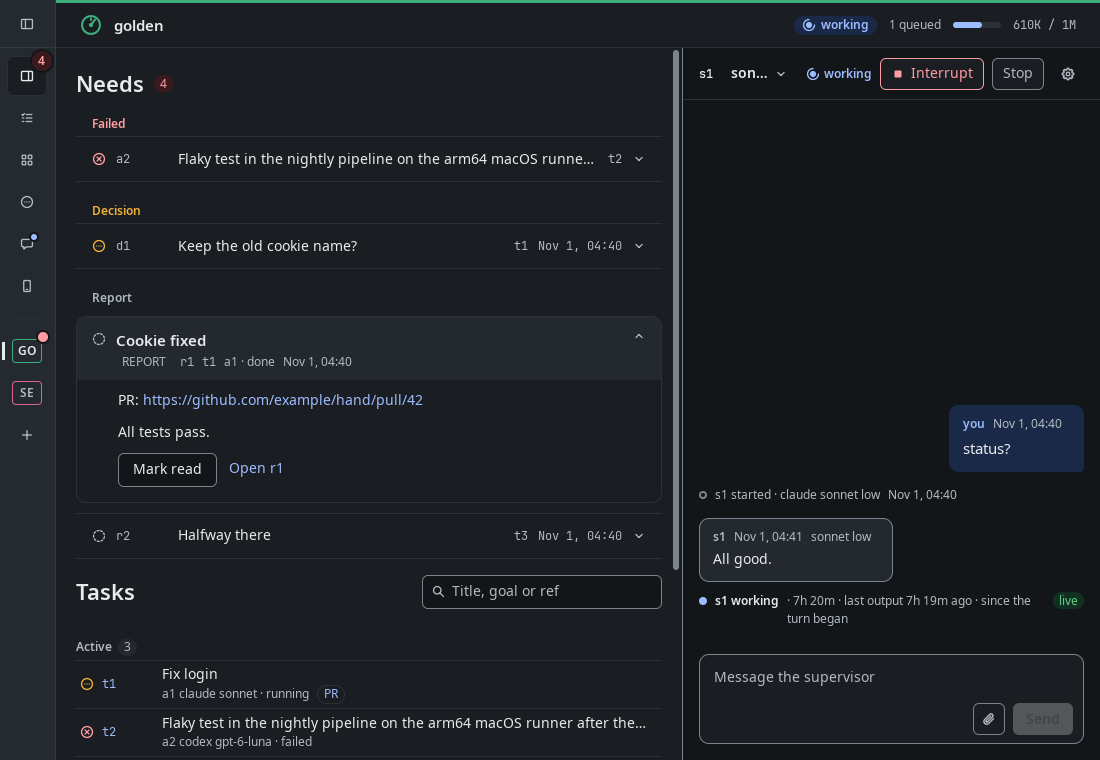 golden
working
1 queued
610K / 1M
4
GO
SE
Needs 4
Failed
a2 Flaky test in the nightly pipeline on the arm64 macOS runne... t2
Decision
d1 Keep the old cookie name? t1 Nov 1, 04:40
Report
Cookie fixed
REPORT r1 t1 a1 · done Nov 1, 04:40
PR: https://github.com/example/hand/pull/42
All tests pass.
Mark read Open r1
r2 Halfway there t3 Nov 1, 04:40
Tasks
Title, goal or ref
Active 3
t1 Fix login
a1 claude sonnet · running PR
t2 Flaky test in the nightly pipeline on the arm64 macOS runner after the...
a2 codex gpt-6-luna · failed
s1 son... working Interrupt Stop
you Nov 1, 04:40
status?
s1 started · claude sonnet low Nov 1, 04:40
s1 Nov 1, 04:41 sonnet low
All good.
s1 working · 7h 20m · last output 7h 19m ago · since the
turn began
live
Message the supervisor
Send